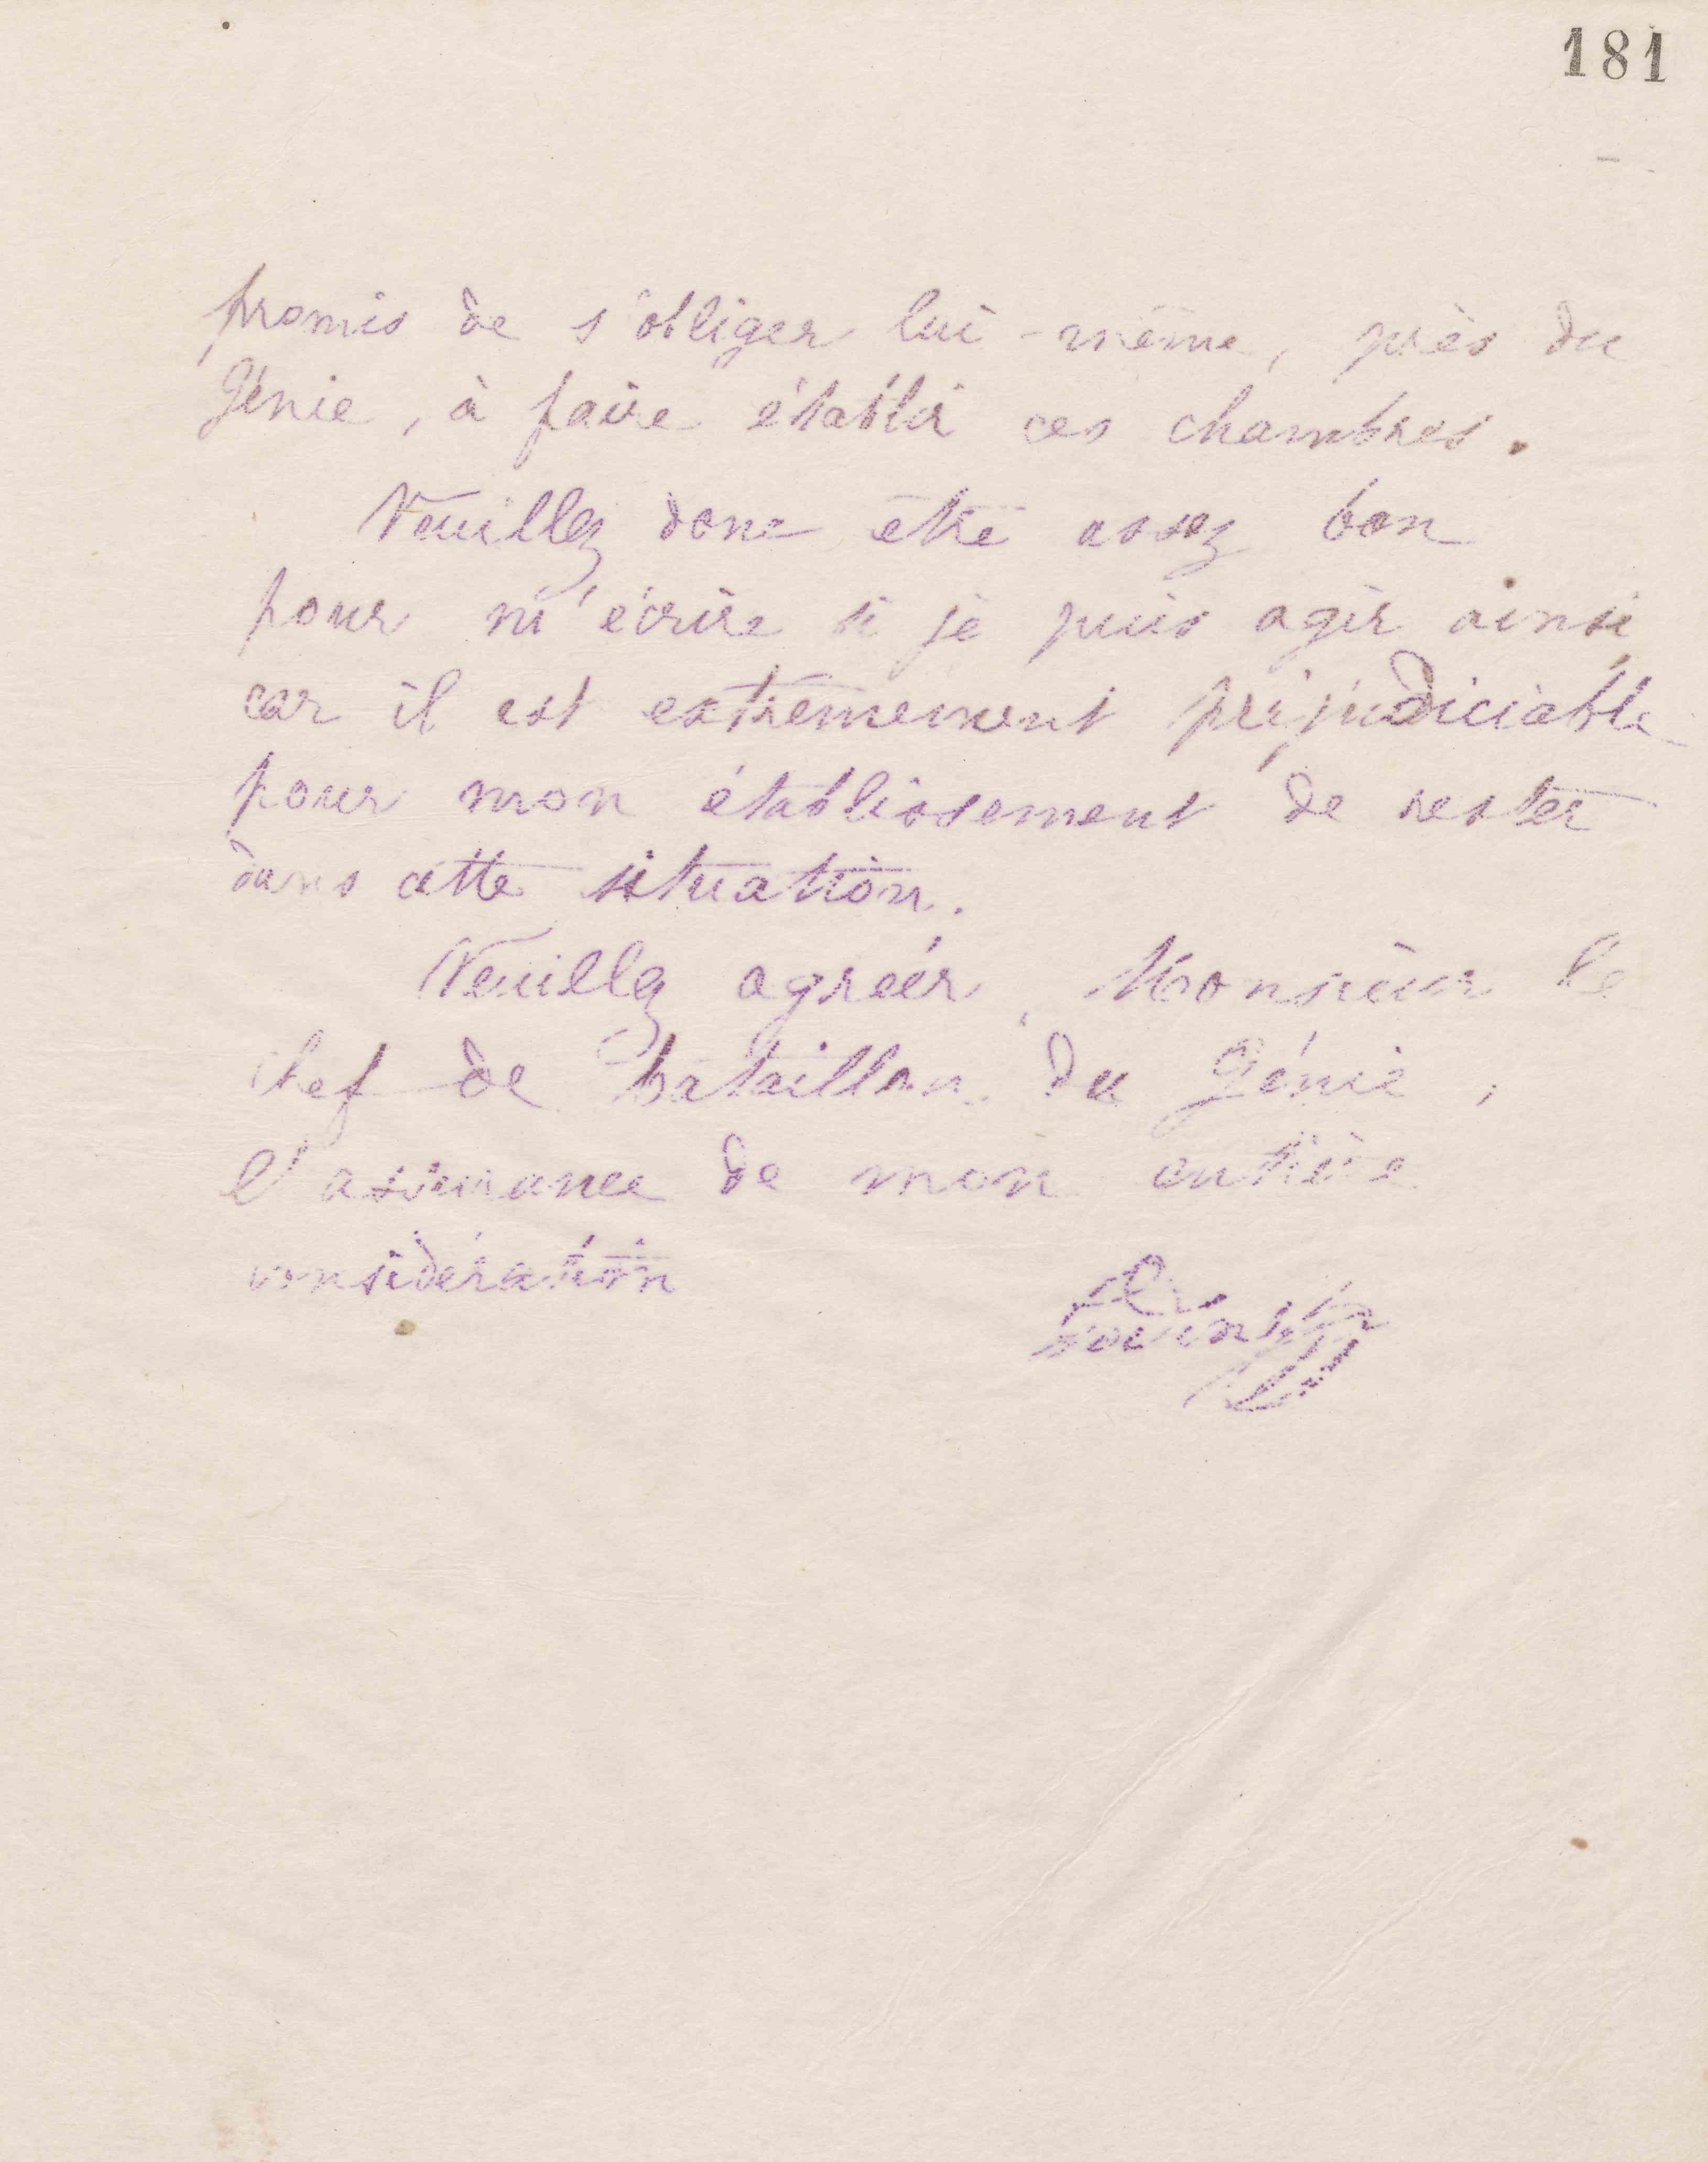 181
promis de s'obliger lui-même, près du
Génie, à faire établir ces chambres.
Veuillez donc être assez bon
pour m'écrire si je puis agir ainsi,
car il est extrêmement préjudiciable
pour mon établissement de rester
dans cette situation.
Veuillez agréer, Monsieur le
chef de bataillon du Génie,
l'assurance de mon entière
considération